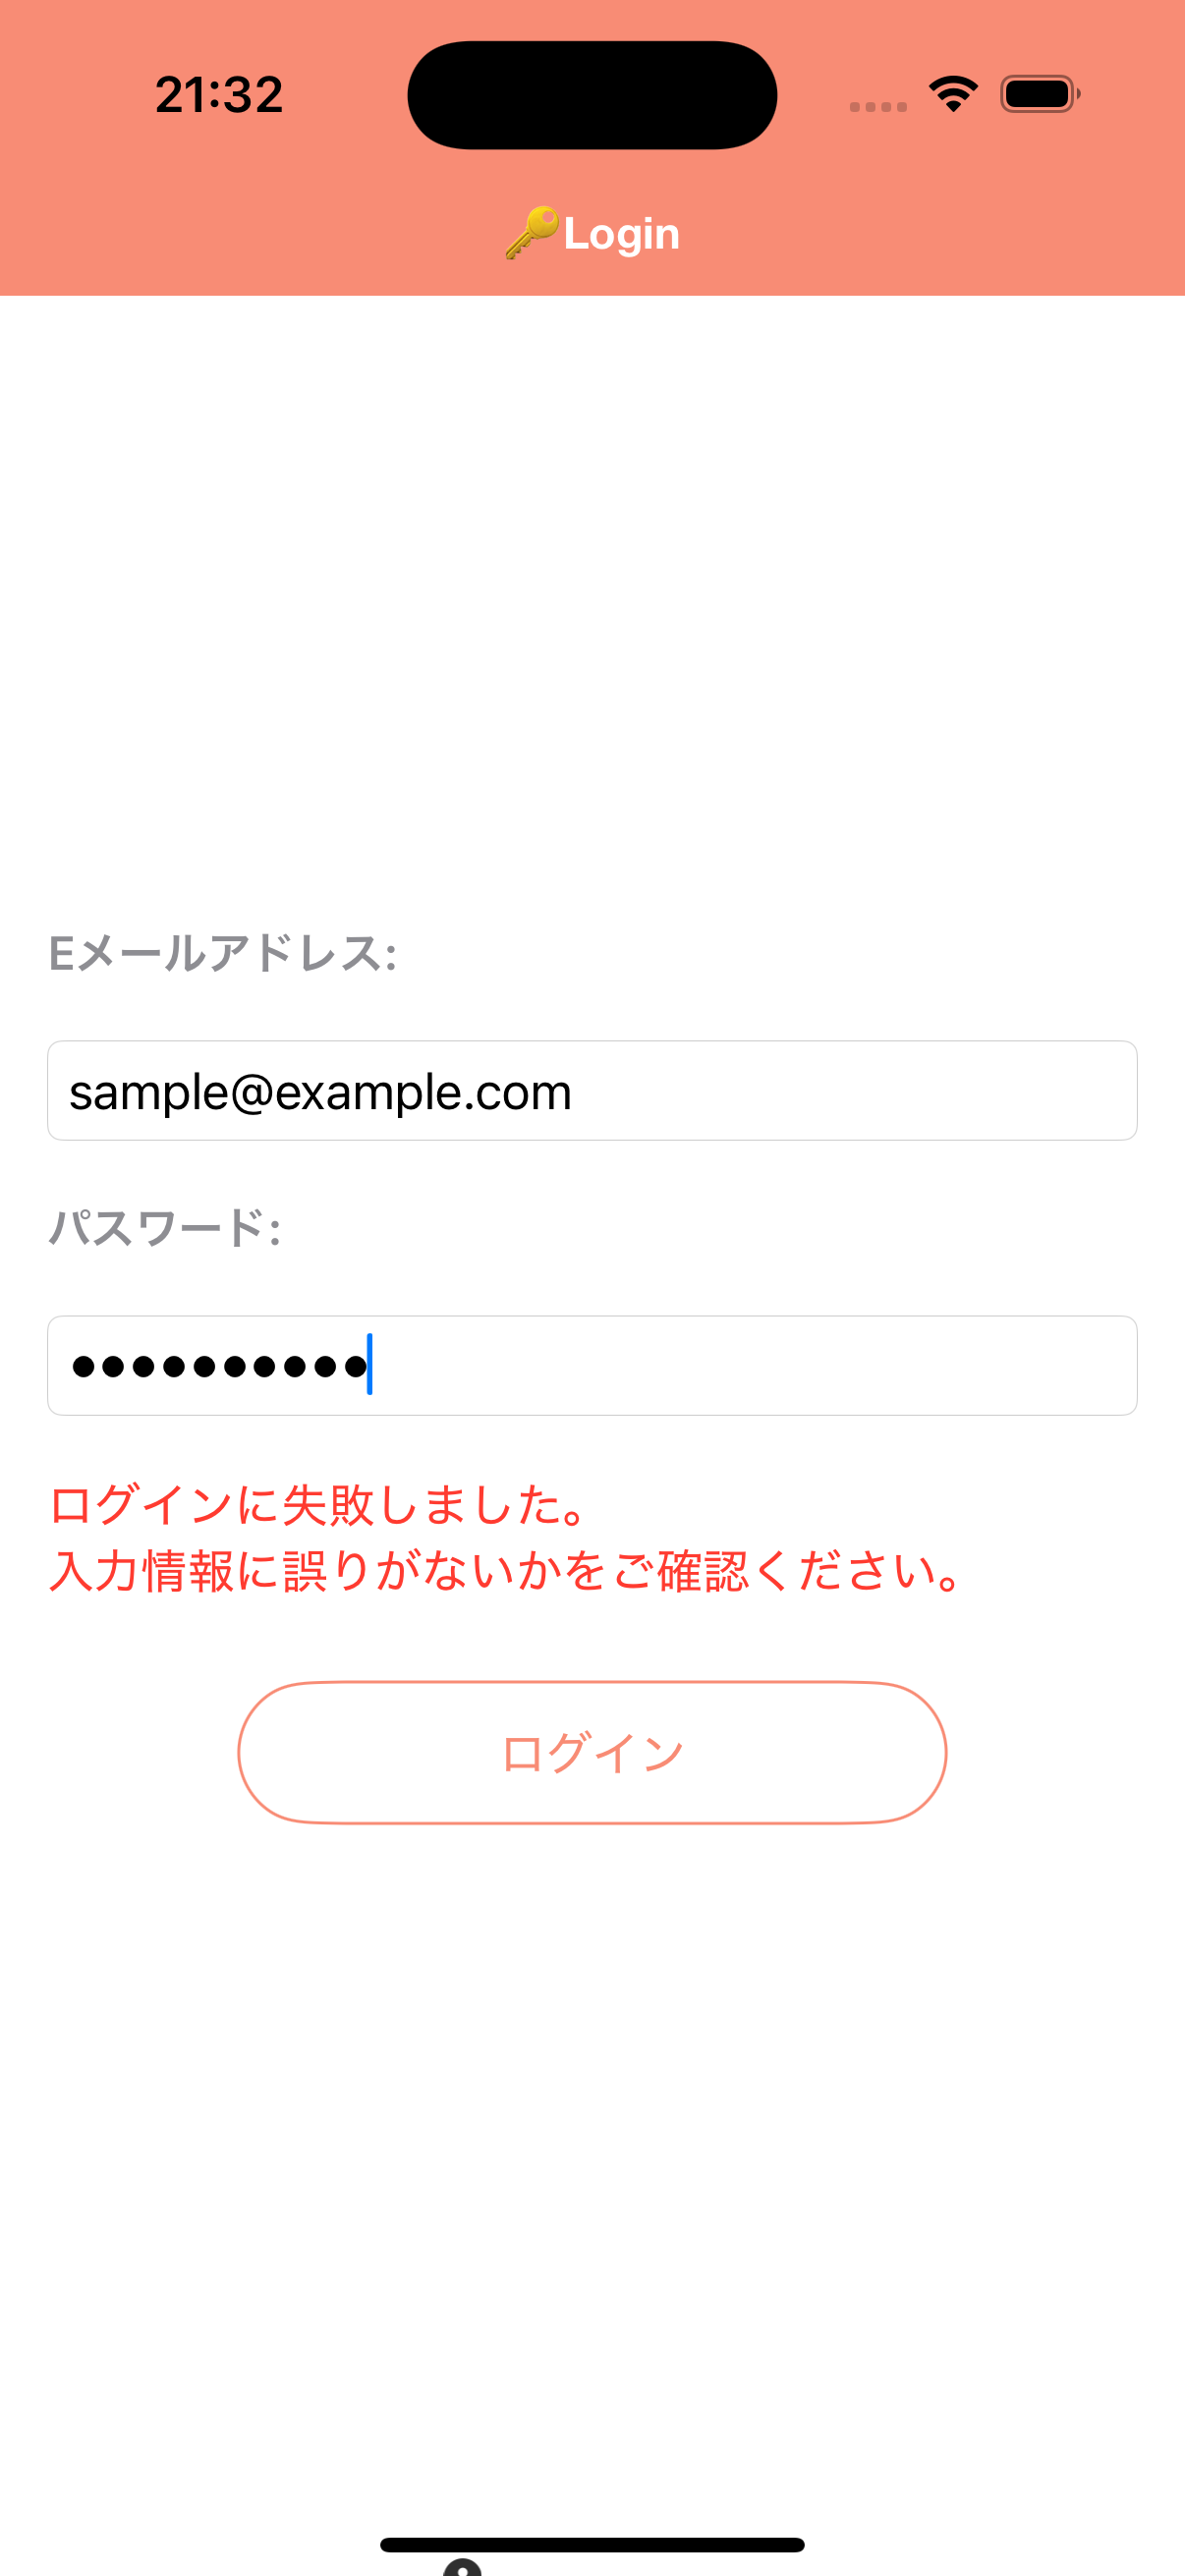 21:32
🔑Login
Eメールアドレス:
sample@example.com
パスワード:
••••••••••
ログインに失敗しました。
入力情報に誤りがないかをご確認ください。
ログイン